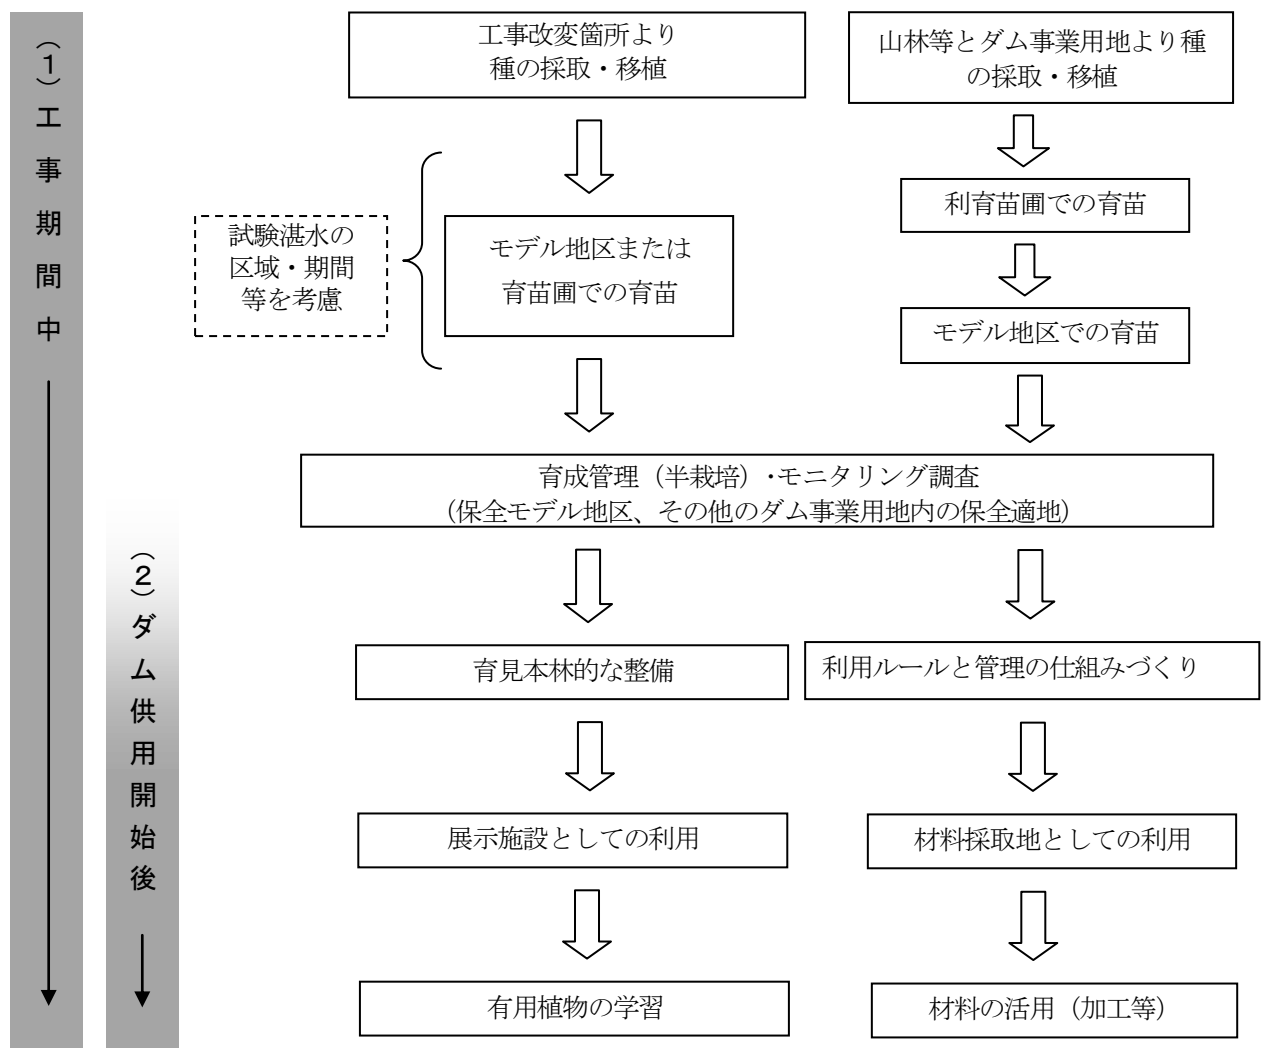 (1)工事期間中
(2)ダム供用開始後
工事改変箇所より
種の採取・移植
山林等とダム事業用地より種
の採取・移植
試験湛水の
区域・期間
等を考慮
モデル地区または
育苗圃での育苗
利育苗圃での育苗
モデル地区での育苗
育成管理（半栽培）・モニタリング調査
(保全モデル地区、その他のダム事業用地内の保全適地)
育見本林的な整備
利用ルールと管理の仕組みづくり
展示施設としての利用
材料採取地としての利用
有用植物の学習
材料の活用（加工等）